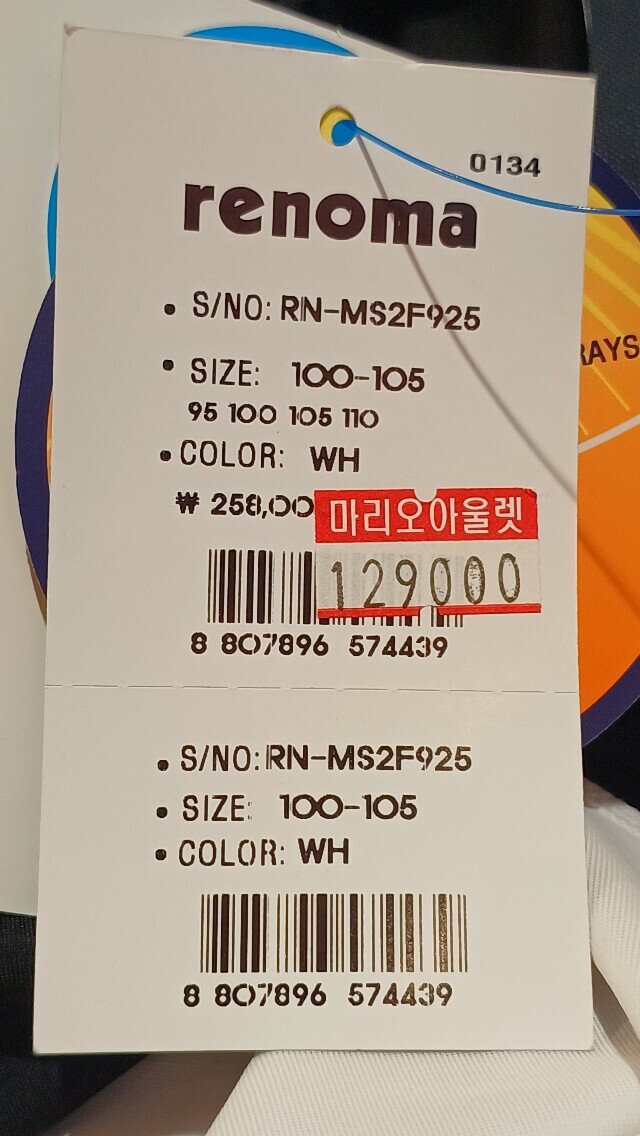 0134
renoma
• S/NO: RN-MS2F925
• SIZE: 100-105
95 100 105 110
• COLOR: WH
₩ 258,00
마리오아울렛
129000
8 807896 574439
• S/NO: RN-MS2F925
• SIZE: 100-105
• COLOR: WH
8 807896 574439
RAYS